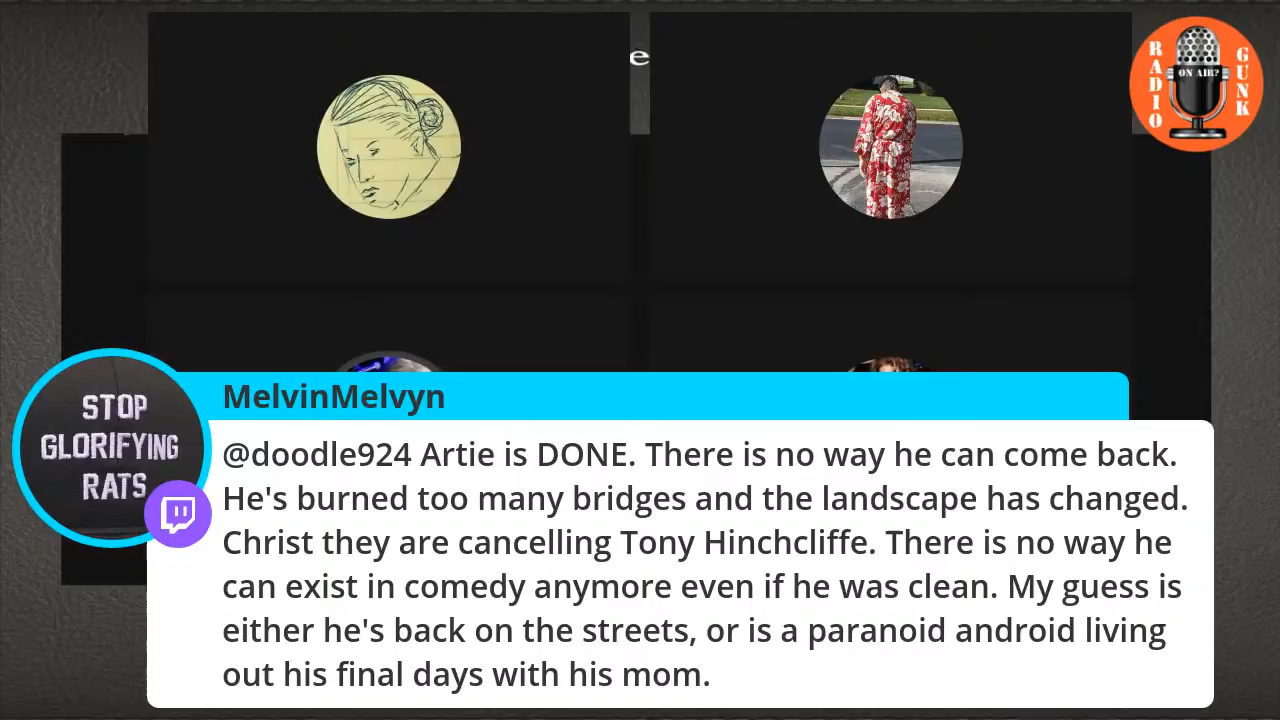 e
RADIO
ON AIR?
GUNK
STOP
GLORIFYING
RATS
MelvinMelvyn
@doodle924 Artie is DONE. There is no way he can come back.
He's burned too many bridges and the landscape has changed.
Christ they are cancelling Tony Hinchcliffe. There is no way he
can exist in comedy anymore even if he was clean. My guess is
either he's back on the streets, or is a paranoid android living
out his final days with his mom.